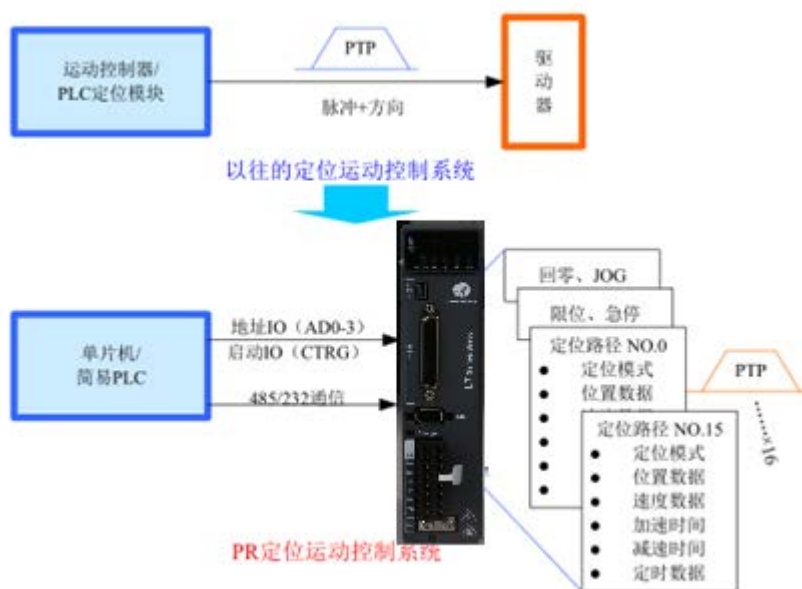 运动控制器/
PLC定位模块
PTP
脉冲+方向
驱动器
以往的定位运动控制系统
单片机/
简易PLC
地址IO（AD0-3）
启动IO（CTRG）
485/232通信
回零、JOG
限位、急停
定位路径 NO.0
定位模式
位置数据
PTP
×16
定位路径 NO.15
定位模式
位置数据
速度数据
加速时间
减速时间
定时数据
PR定位运动控制系统